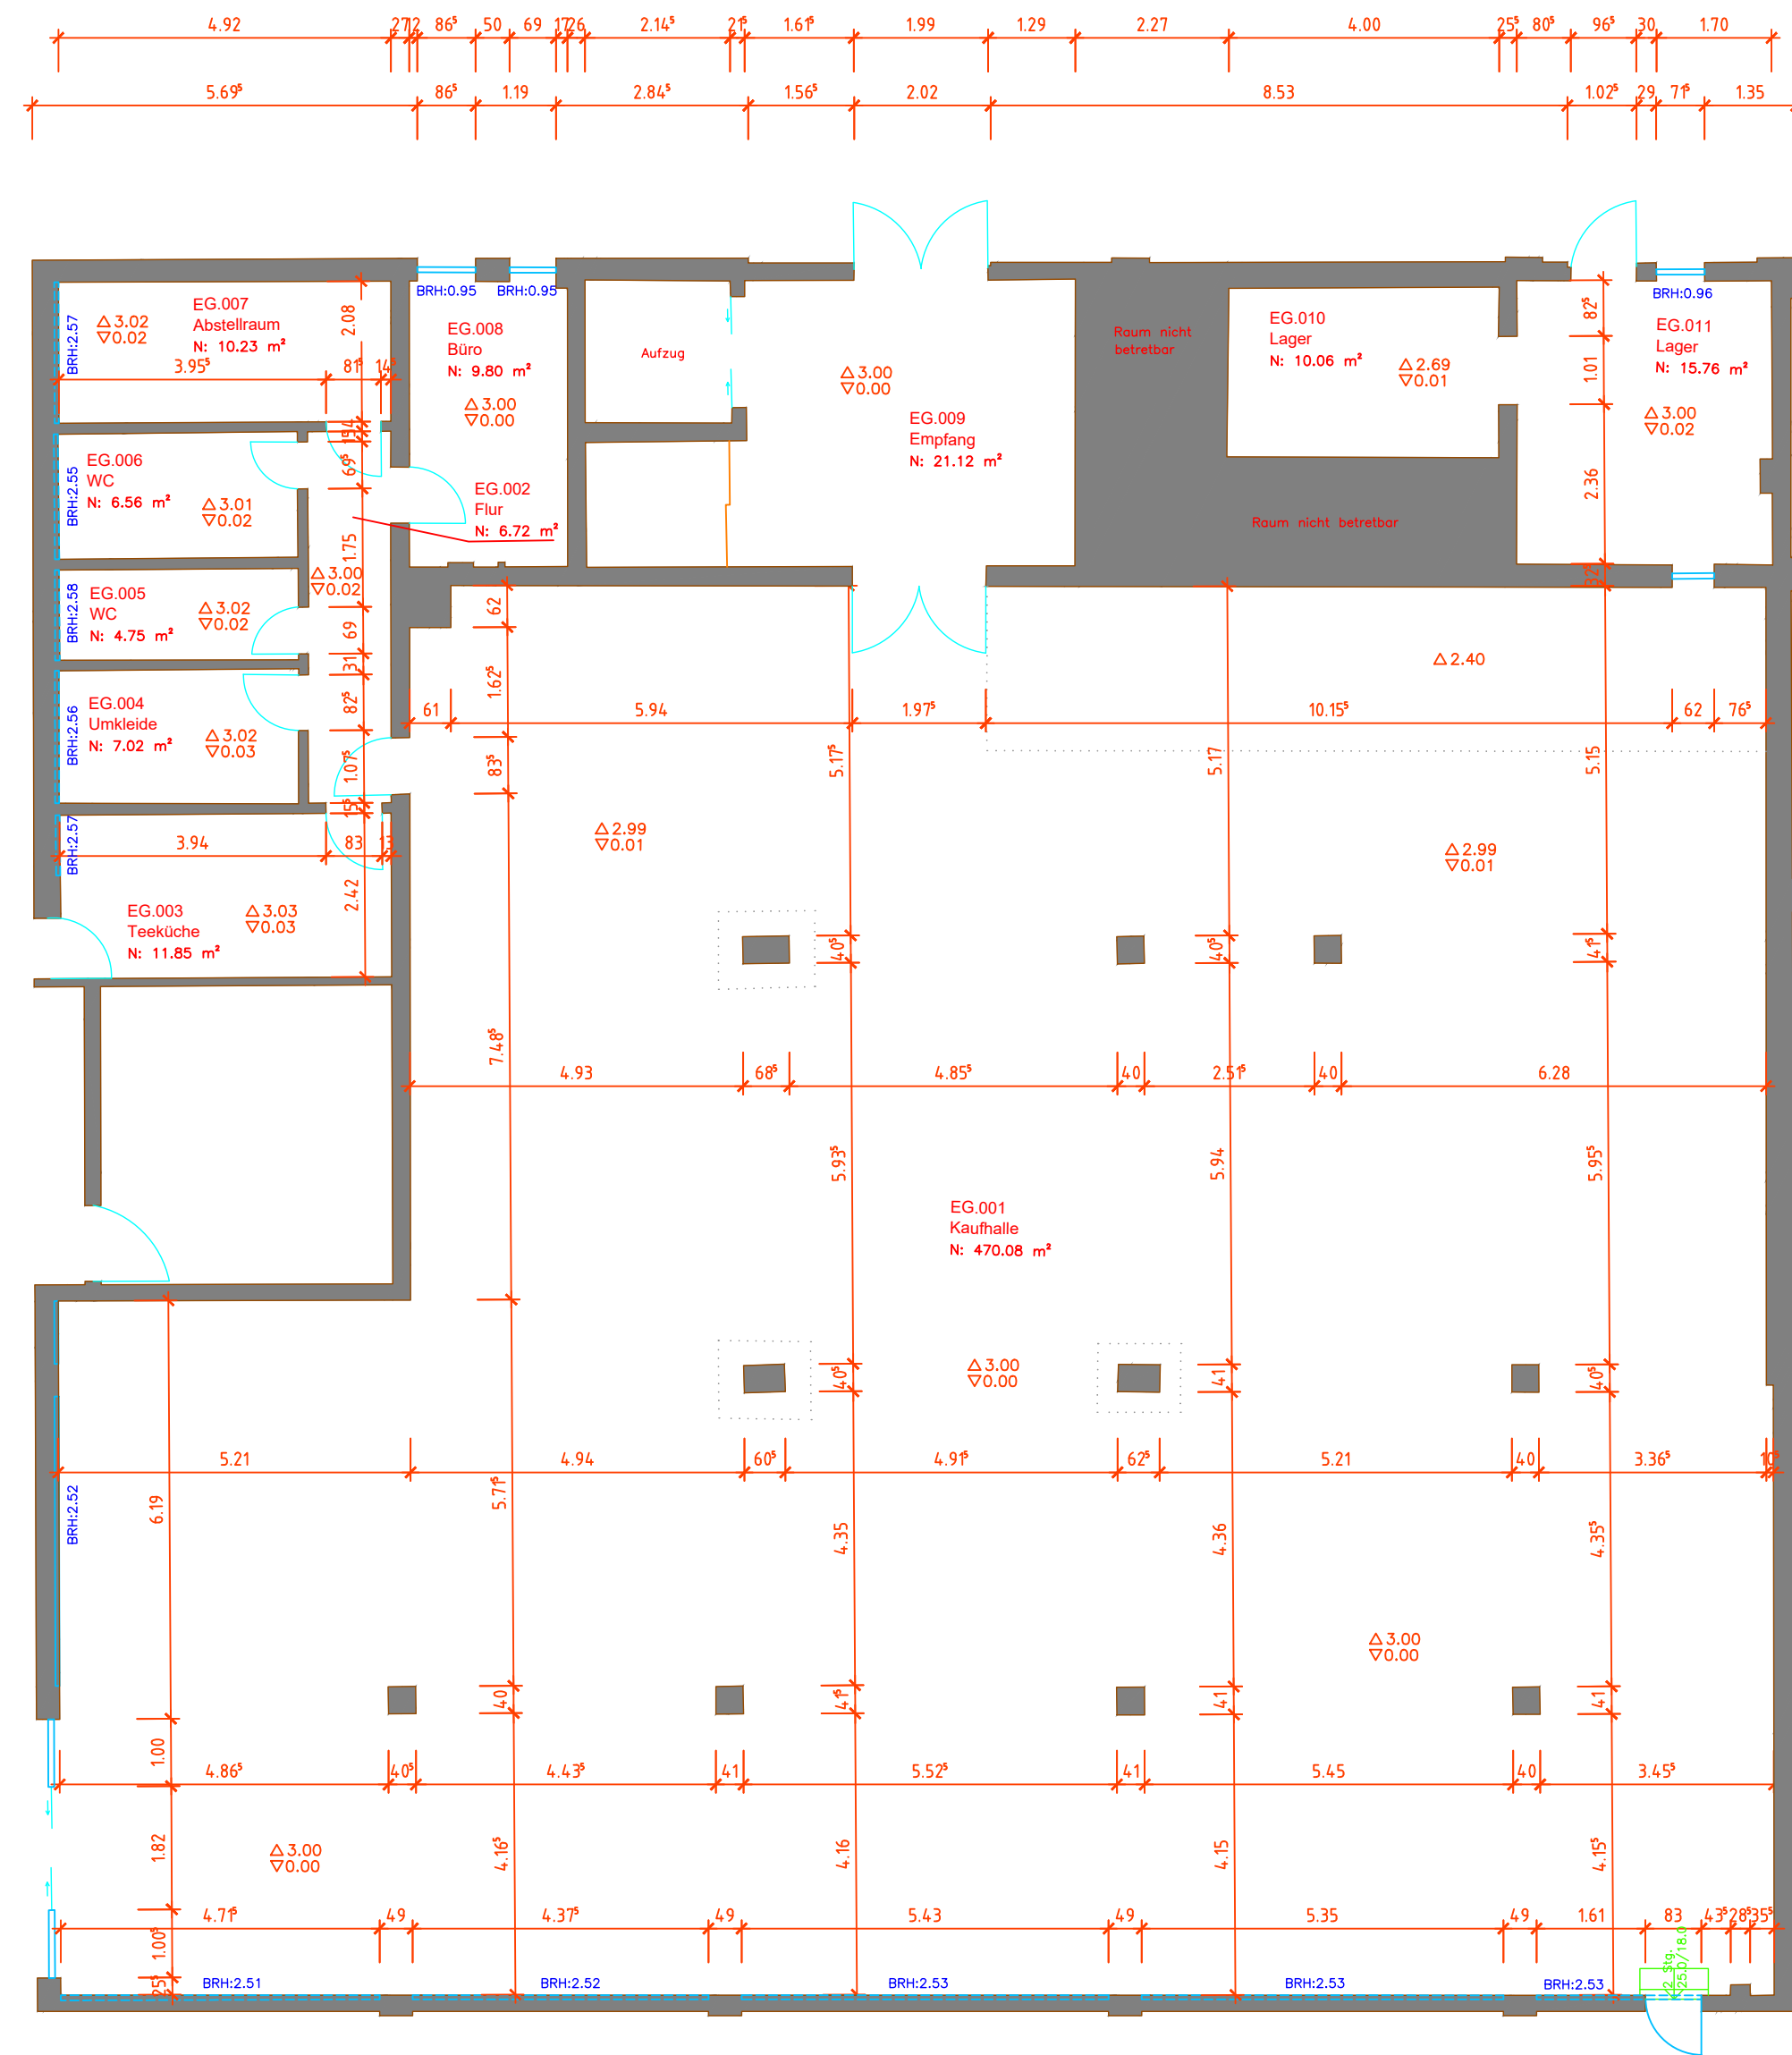 4.92 27 12 86⁵ 50 69 17 26 2.14⁵ 21⁵ 1.61⁵ 1.99 1.29 2.27 4.00 25⁵ 80⁵ 96⁵ 30 1.70
5.69⁵ 86⁵ 1.19 2.84⁵ 1.56⁵ 2.02 8.53 1.02⁵ 29 71⁵ 1.35
BRH:0.95 BRH:0.95 BRH:0.96
BRH:2.57
△3.02
▽0.02
EG.007
Abstellraum
N: 10.23 m²
2.08
3.95⁵ 81⁵ 14⁵
EG.008
Büro
N: 9.80 m²
△3.00
▽0.00
Aufzug
△3.00
▽0.00
EG.009
Empfang
N: 21.12 m²
Raum nicht
betretbar
EG.010
Lager
N: 10.06 m²
△2.69
▽0.01
82⁵
1.01
2.36
EG.011
Lager
N: 15.76 m²
△3.00
▽0.02
Raum nicht betretbar
EG.006
WC
N: 6.56 m²
BRH:2.55
△3.01
▽0.02
69⁵
1.75
EG.002
Flur
N: 6.72 m²
△3.00
▽0.02
EG.005
WC
N: 4.75 m²
BRH:2.58
△3.02
▽0.02
69
31
62
1.62⁵
△2.40
EG.004
Umkleide
N: 7.02 m²
BRH:2.56
△3.02
▽0.03
82⁵
1.07⁵
15⁵
61 5.94 1.97⁵ 10.15⁵ 62 76⁵
83⁵
5.17⁵
5.17
5.15
BRH:2.57
3.94 83 13
2.42
△2.99
▽0.01
△2.99
▽0.01
EG.003
Teeküche
N: 11.85 m²
△3.03
▽0.03
40⁵
40⁵
41⁵
7.48⁵
4.93 68⁵ 4.85⁵ 40 2.51⁵ 40 6.28
5.93⁵
5.94
5.95⁵
EG.001
Kaufhalle
N: 470.08 m²
△3.00
▽0.00
40⁵
41
40⁵
5.21 4.94 60⁵ 4.91⁵ 62⁵ 5.21 40 3.36⁵ 10⁵
BRH:2.52
6.19
5.71⁵
4.35
4.36
4.35⁵
△3.00
▽0.00
40
41⁵
41
41
1.00
4.86⁵ 40⁵ 4.43⁵ 41 5.52⁵ 41 5.45 40 3.45⁵
1.82
△3.00
▽0.00
4.16⁵
4.16
4.15
4.15⁵
4.71⁵ 49 4.37⁵ 49 5.43 49 5.35 49 1.61 83 43⁵ 28⁵ 35⁵
1.00⁵
25⁵
2 Stg.
25.0/18.0
BRH:2.51 BRH:2.52 BRH:2.53 BRH:2.53 BRH:2.53